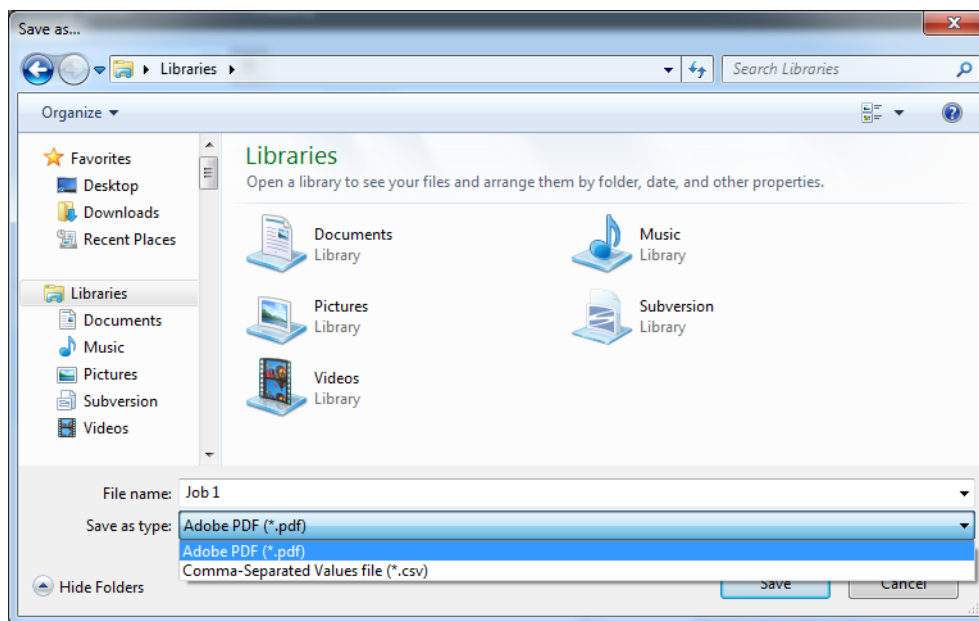 Save as...
Libraries
Search Libraries
Organize
Favorites
Desktop
Downloads
Recent Places
Libraries
Documents
Music
Pictures
Subversion
Videos
Libraries
Open a library to see your files and arrange them by folder, date, and other properties.
Documents
Library
Music
Library
Pictures
Library
Subversion
Library
Videos
Library
File name: Job 1
Save as type: Adobe PDF (*.pdf)
Adobe PDF (*.pdf)
Comma-Separated Values file (*.csv)
Hide Folders
Save
Cancel